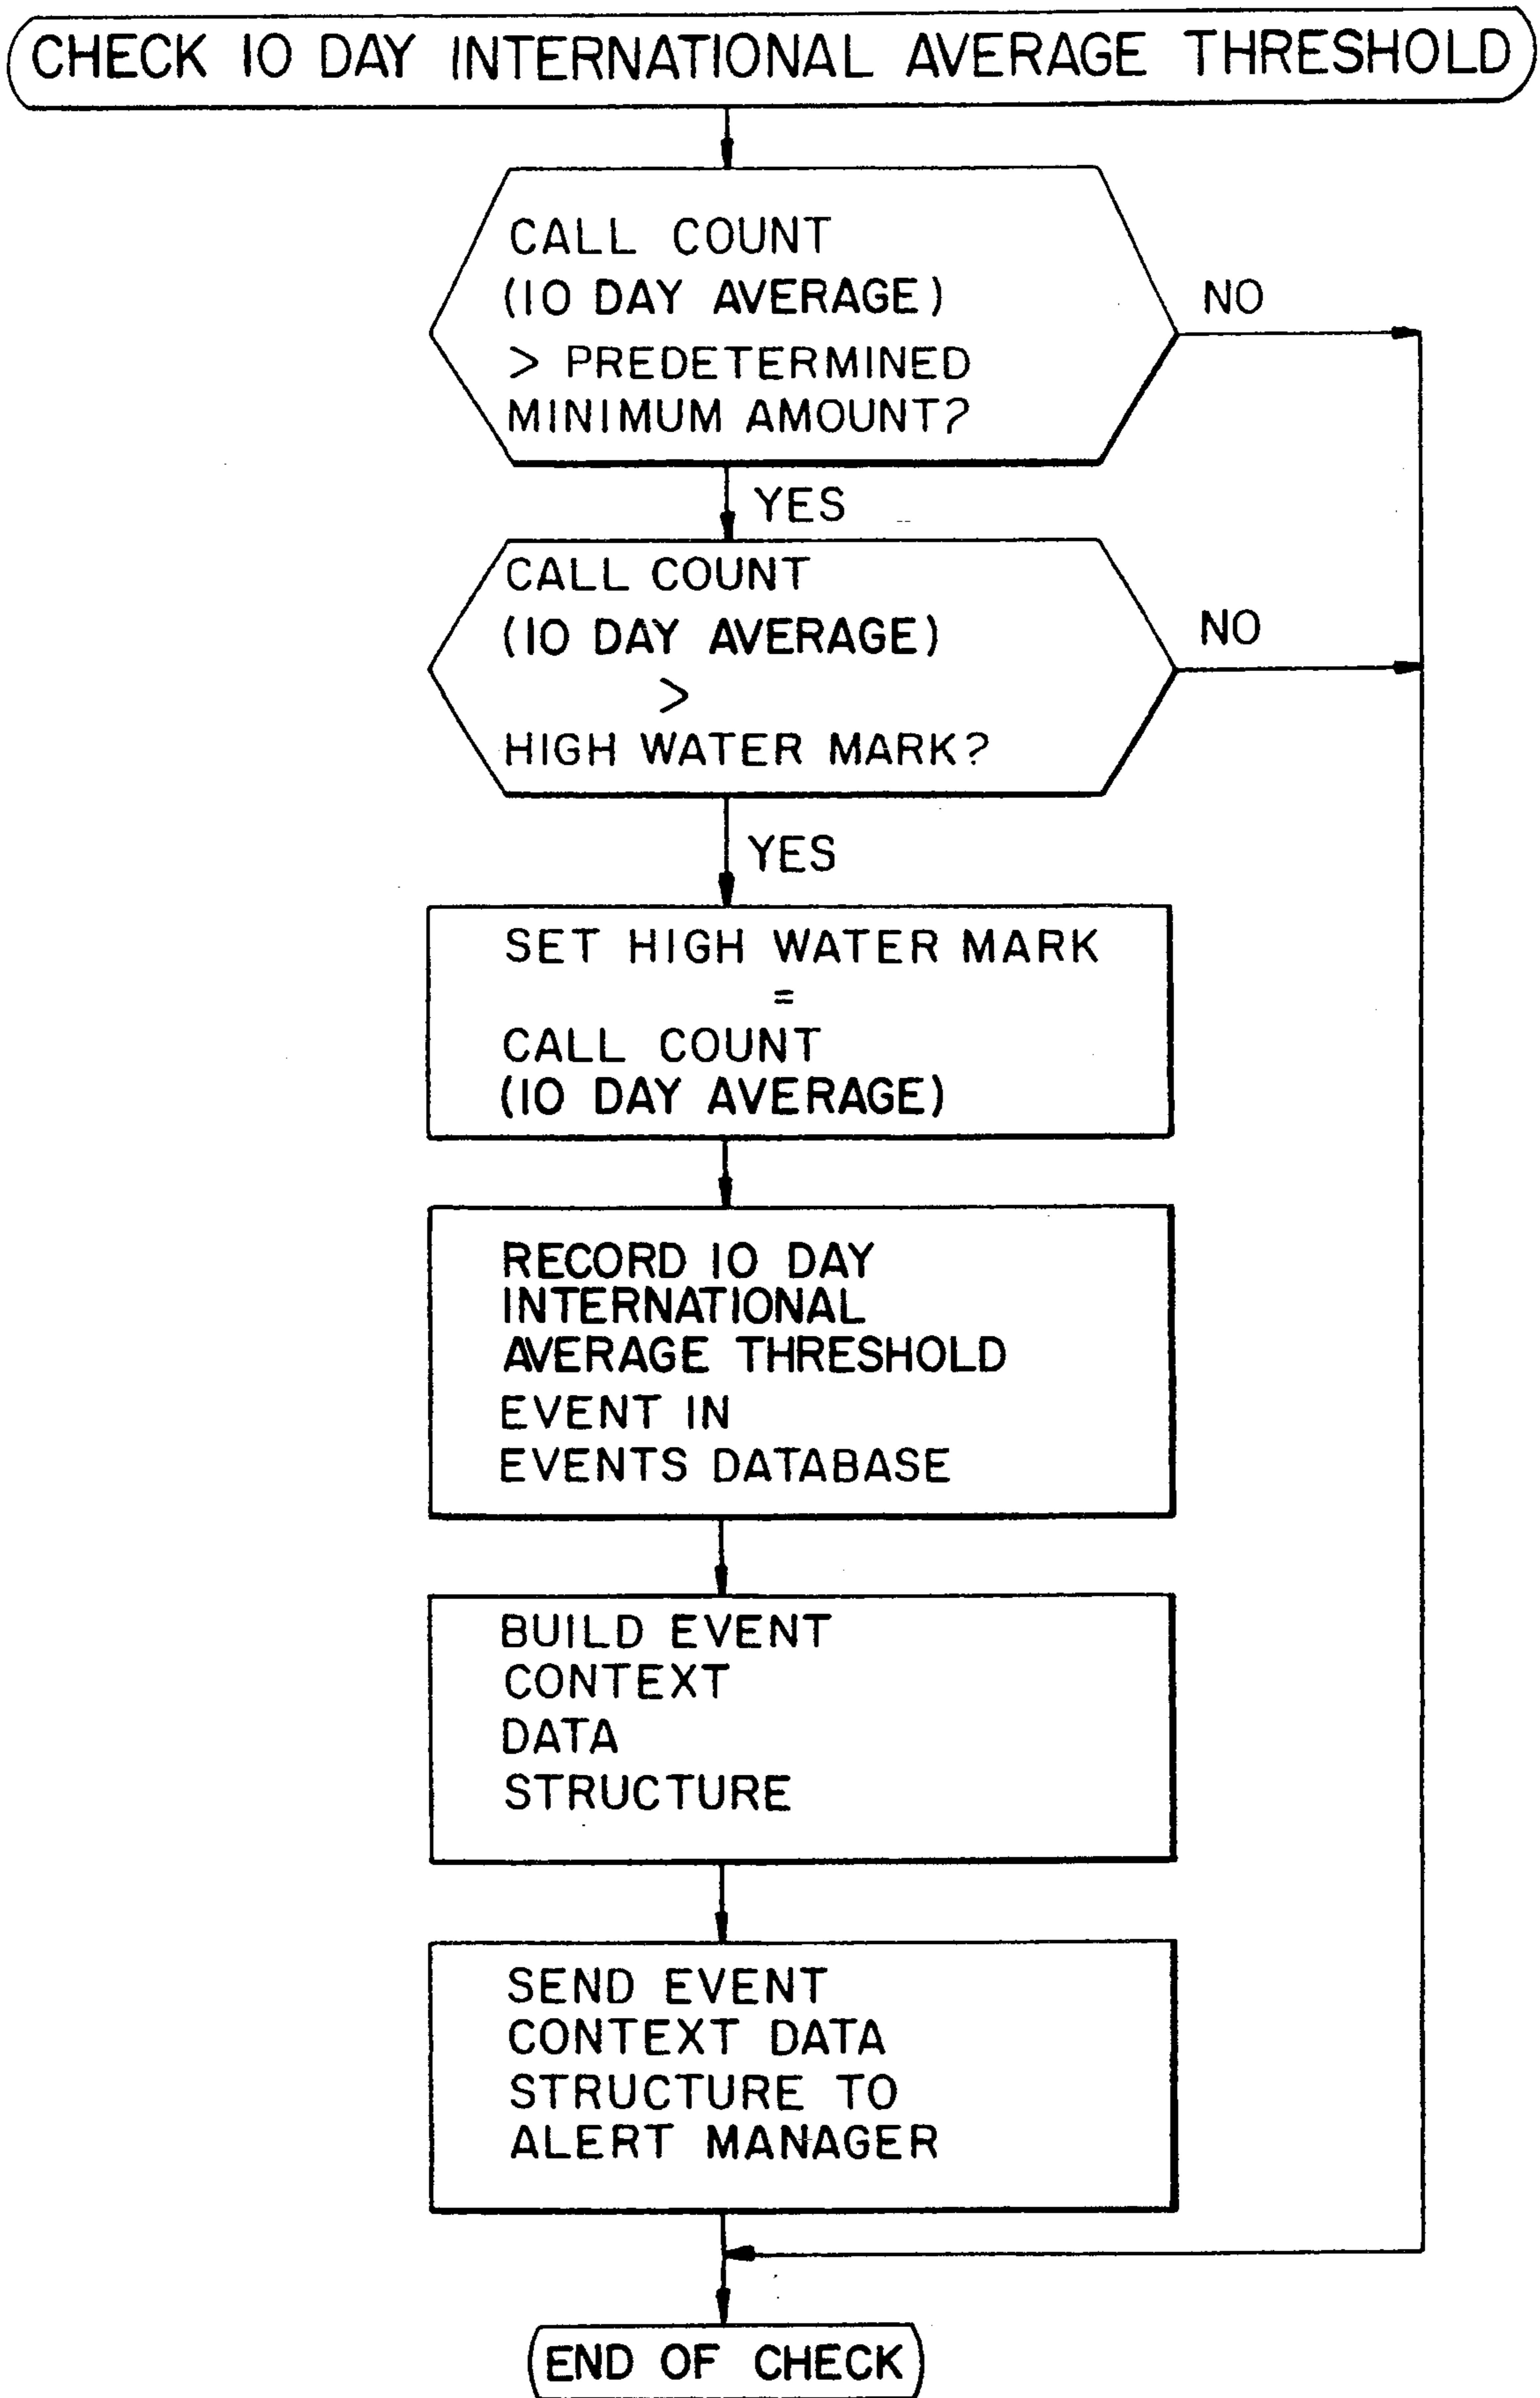 CHECK 10 DAY INTERNATIONAL AVERAGE THRESHOLD
CALL COUNT
(10 DAY AVERAGE)
> PREDETERMINED
MINIMUM AMOUNT?
NO
YES
CALL COUNT
(10 DAY AVERAGE)
>
HIGH WATER MARK?
NO
YES
SET HIGH WATER MARK
=
CALL COUNT
(10 DAY AVERAGE)
RECORD 10 DAY
INTERNATIONAL
AVERAGE THRESHOLD
EVENT IN
EVENTS DATABASE
BUILD EVENT
CONTEXT
DATA
STRUCTURE
SEND EVENT
CONTEXT DATA
STRUCTURE TO
ALERT MANAGER
END OF CHECK